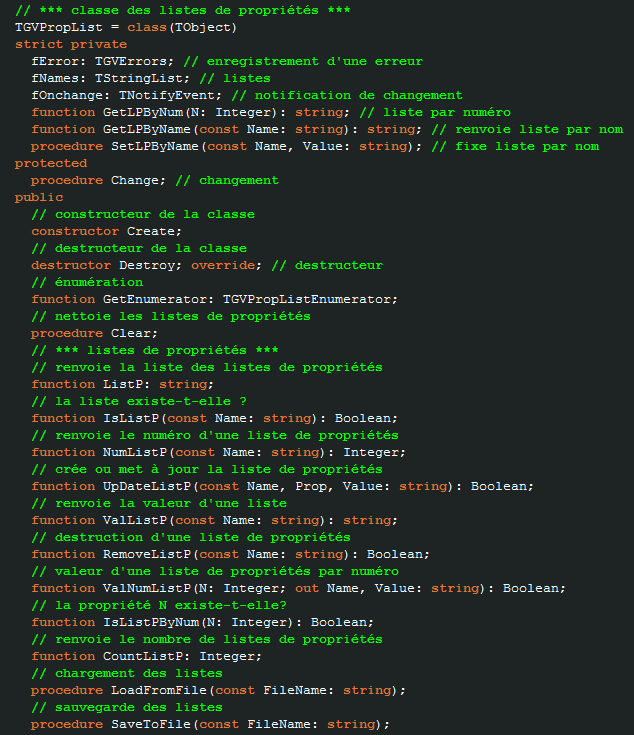 // *** classe des listes de propriétés ***
TGVPropList = class(TObject)
strict private
fError: TGVErrors; // enregistrement d'une erreur
fNames: TStringList; // listes
fOnchange: TNotifyEvent; // notification de changement
function GetLPByNum(N: Integer): string; // liste par numéro
function GetLPByName(const Name: string): string; // renvoie liste par nom
procedure SetLPByName(const Name, Value: string); // fixe liste par nom
protected
procedure Change; // changement
public
// constructeur de la classe
constructor Create;
// destructeur de la classe
destructor Destroy; override; // destructeur
// énumération
function GetEnumerator: TGVPropListEnumerator;
// nettoie les listes de propriétés
procedure Clear;
// *** listes de propriétés ***
// renvoie la liste des listes de propriétés
function ListP: string;
// la liste existe-t-elle ?
function IsListP(const Name: string): Boolean;
// renvoie le numéro d'une liste de propriétés
function NumListP(const Name: string): Integer;
// crée ou met à jour la liste de propriétés
function UpDateListP(const Name, Prop, Value: string): Boolean;
// renvoie la valeur d'une liste
function ValListP(const Name: string): string;
// destruction d'une liste de propriétés
function RemoveListP(const Name: string): Boolean;
// valeur d'une liste de propriétés par numéro
function ValNumListP(N: Integer; out Name, Value: string): Boolean;
// la propriété N existe-t-elle?
function IsListPByNum(N: Integer): Boolean;
// renvoie le nombre de listes de propriétés
function CountListP: Integer;
// chargement des listes
procedure LoadFromFile(const FileName: string);
// sauvegarde des listes
procedure SaveToFile(const FileName: string);